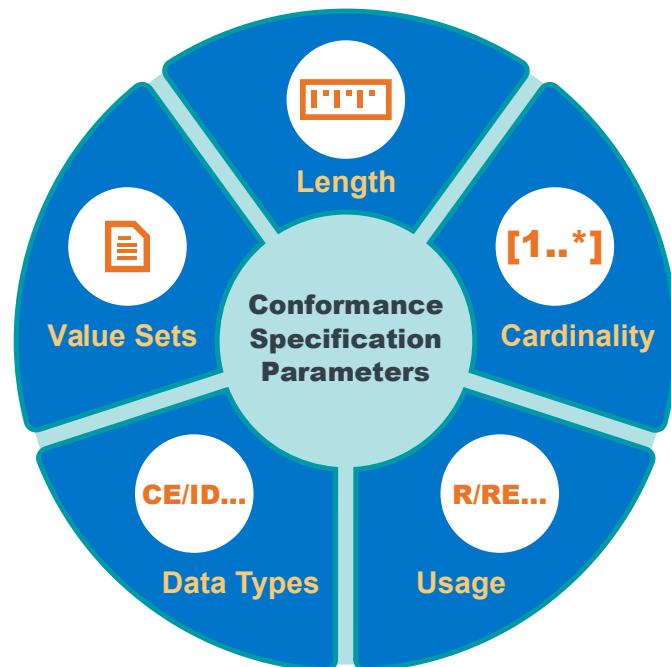 Length
[1..*]
Cardinality
R/RE...
Usage
CE/ID...
Data Types
Value Sets
Conformance
Specification
Parameters